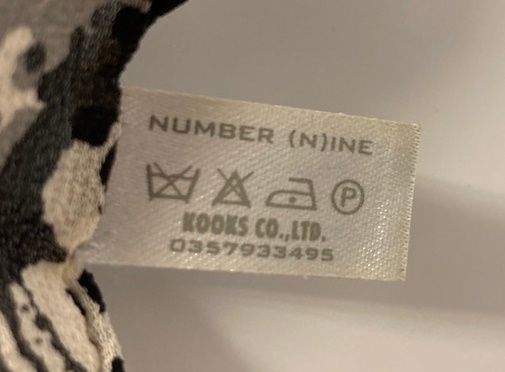 NUMBER (N)INE
P
KOOKS CO.,LTD.
0357933495